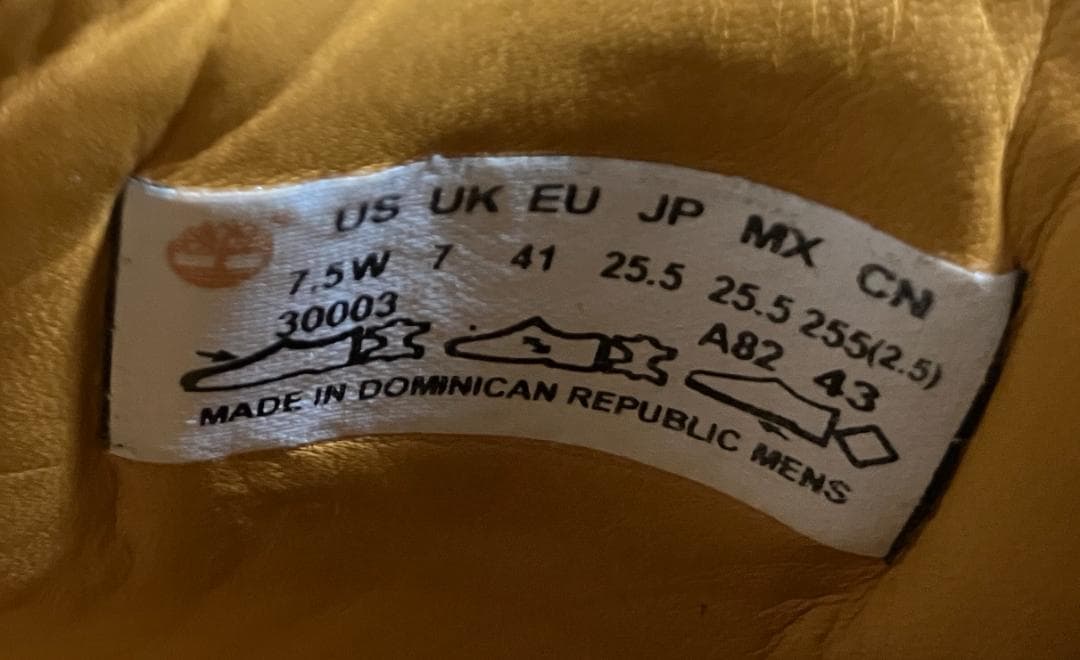 US UK EU JP MX CN
7.5W 7 41 25.5 25.5 255(2.5)
30003 A82 43
MADE IN DOMINICAN REPUBLIC MENS